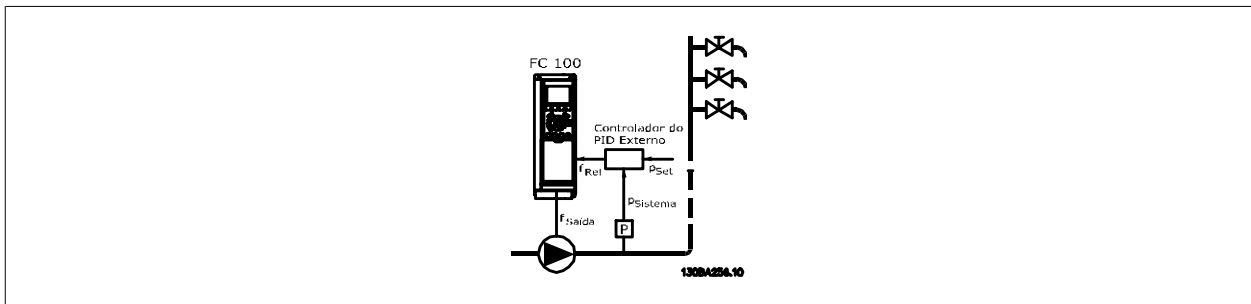 FC 100
Controlador do
PID Externo
fRef
pSet
pSistema
fSaída
P
130BA256.10